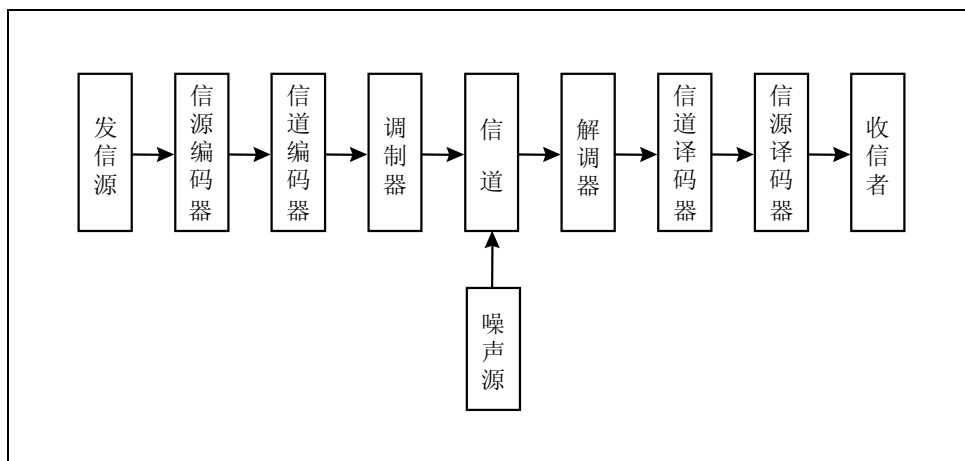 发信源
信源编码器
信道编码器
调制器
信道
解调器
信道译码器
信源译码器
收信者
噪声源